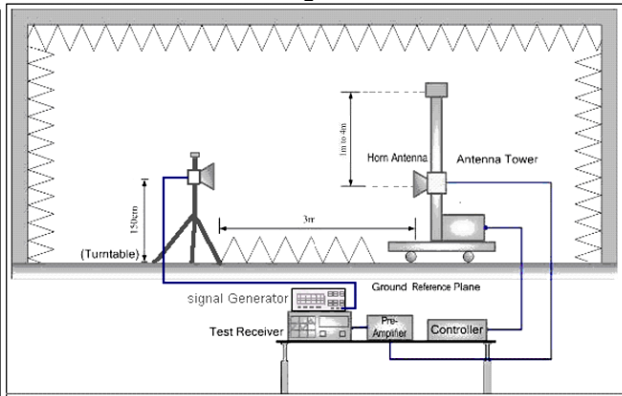 1m to 4m
Horn Antenna
Antenna Tower
150cm
3m
(Turntable)
Ground Reference Plane
signal Generator
Test Receiver
Pre-
Amplifier
Controller